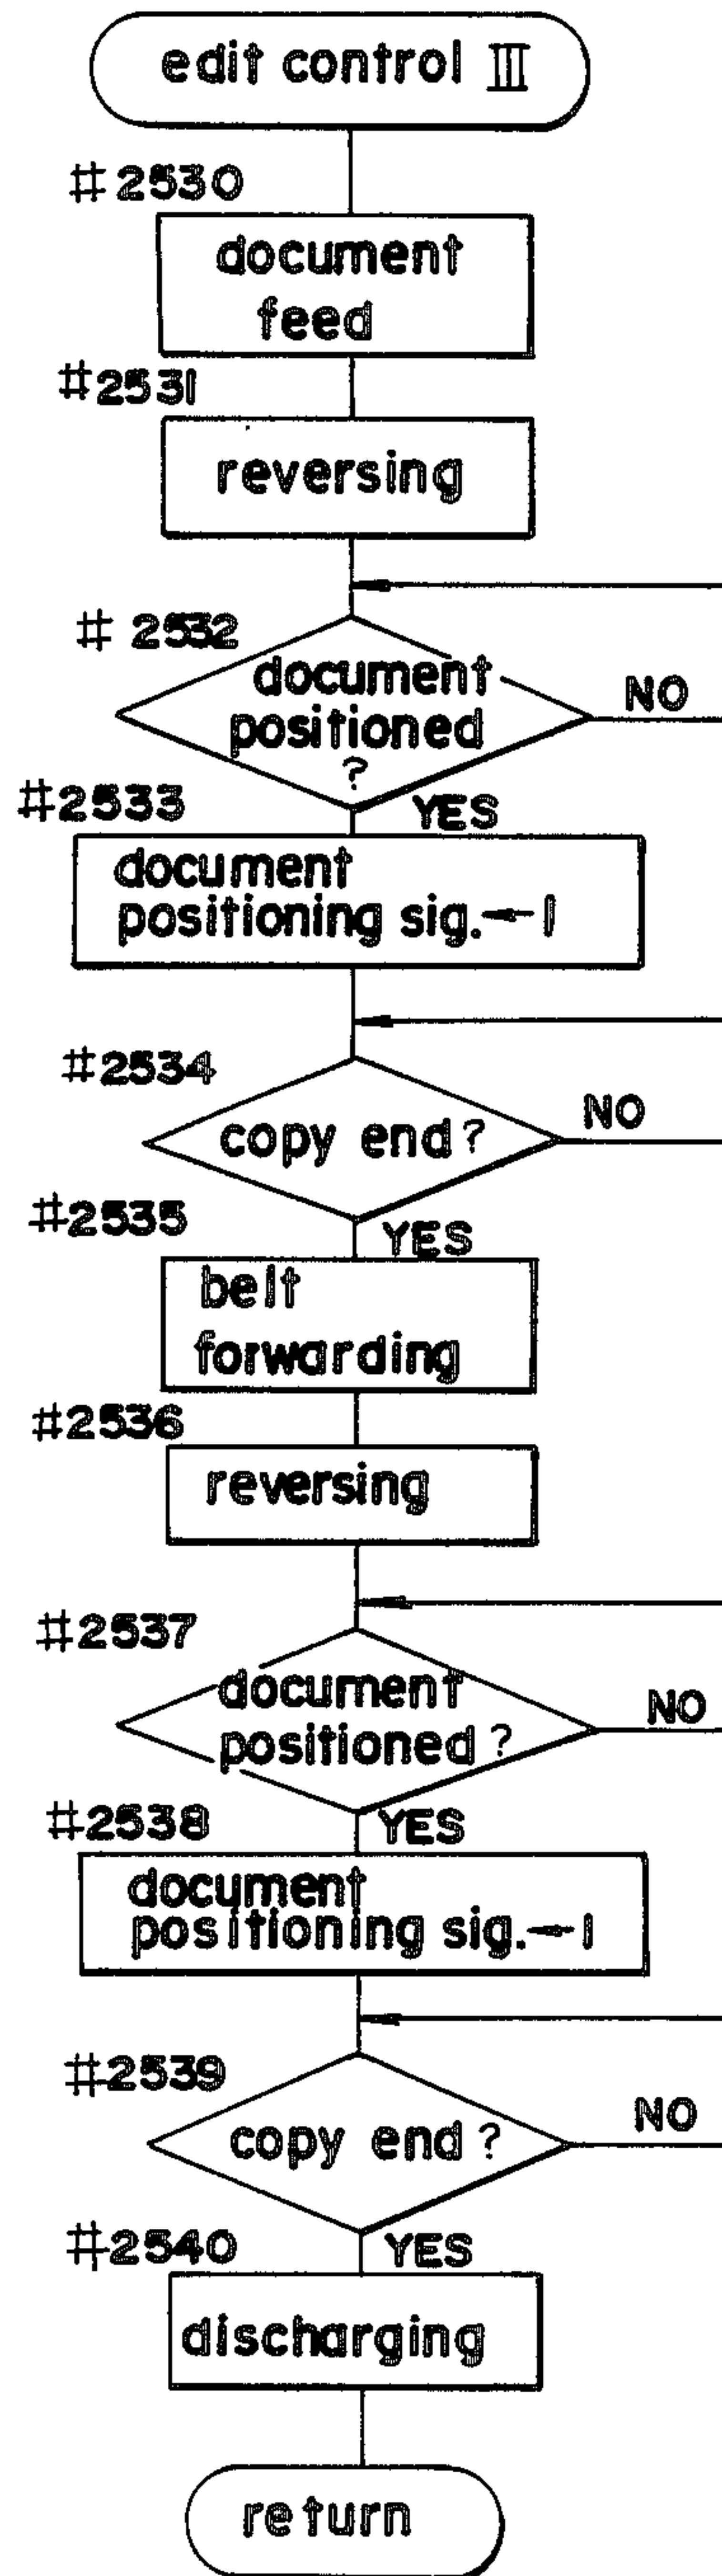 edit control III
#2530
document
feed
#2531
reversing
# 2532
document
positioned
?
NO
YES
#2533
document
positioning sig.←1
#2534
copy end?
NO
YES
#2535
belt
forwarding
#2536
reversing
#2537
document
positioned?
NO
YES
#2538
document
positioning sig.←1
#2539
copy end?
NO
YES
#2540
discharging
return